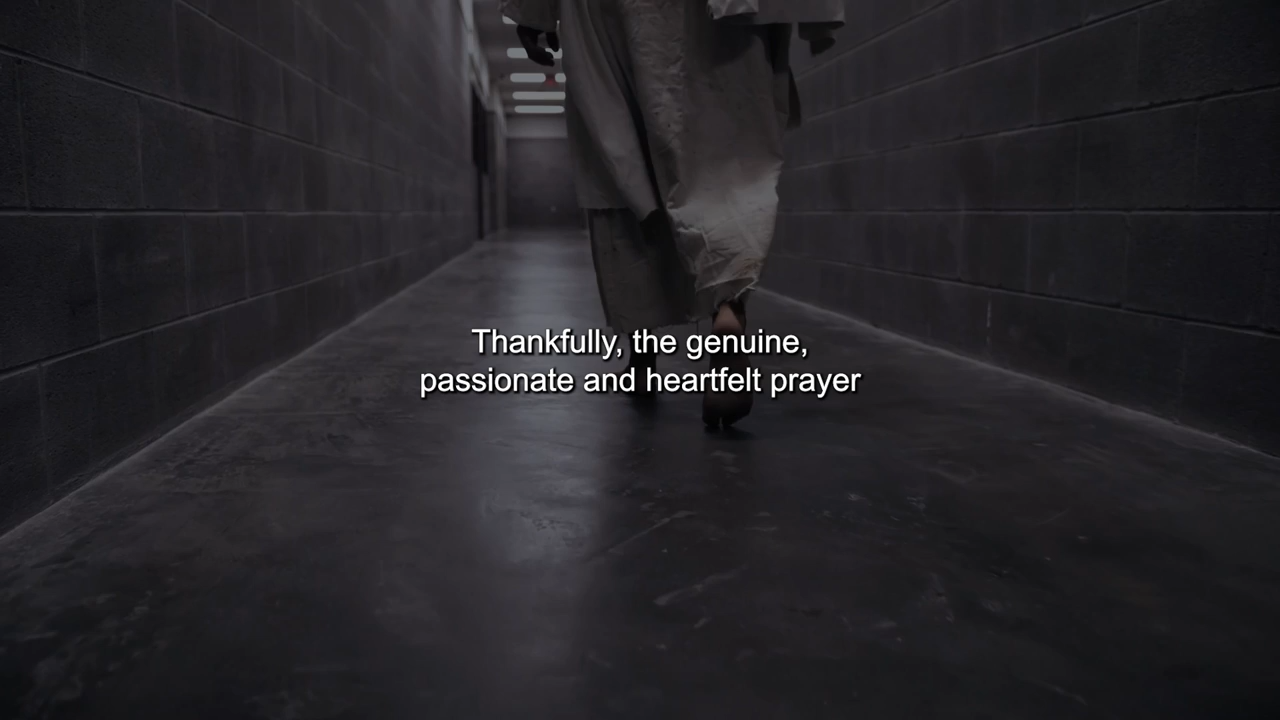 Thankfully, the genuine,
passionate and heartfelt prayer